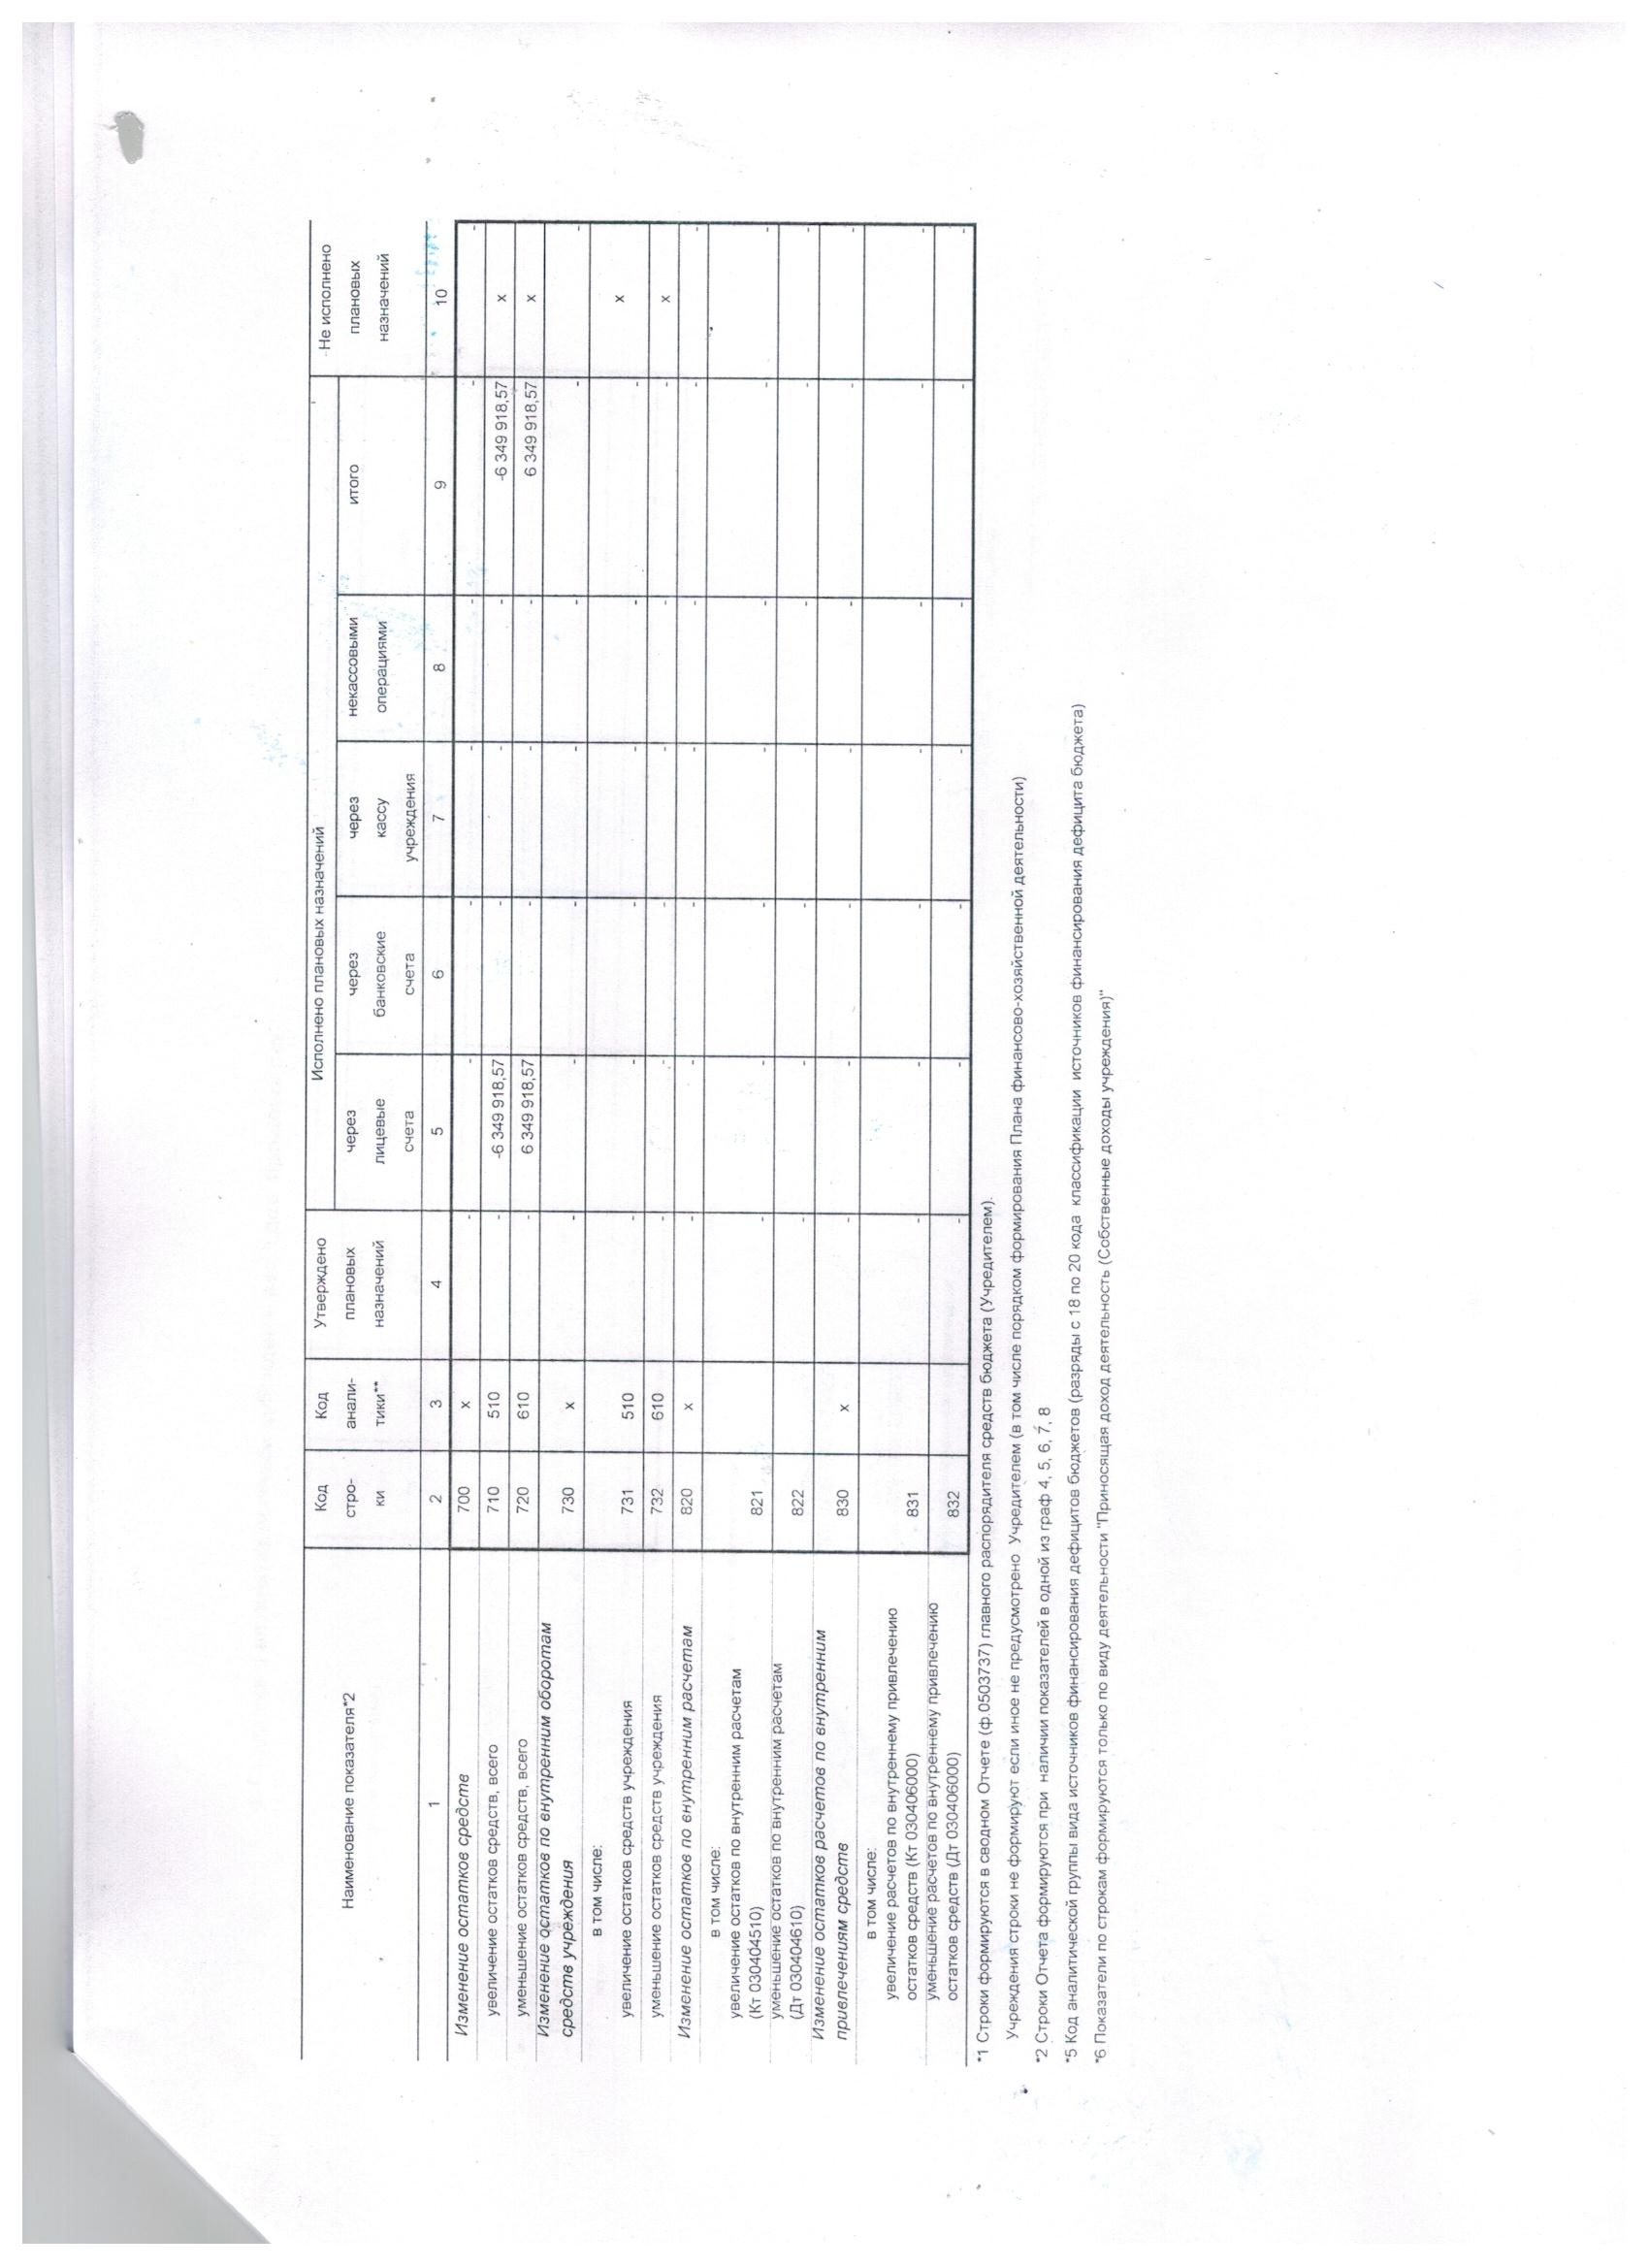 Наименование показателя*2 Код стро- ки Код анали- тики** Утверждено плановых назначений Исполнено плановых назначений Не исполнено плановых назначений
через лицевые счета через банковские счета через кассу учреждения некассовыми операциями итого
1 2 3 4 5 6 7 8 9 10
Изменение остатков средств 700 х - - - - - - -
увеличение остатков средств, всего 710 510 - -6 349 918,57 - - - -6 349 918,57 х
уменьшение остатков средств, всего 720 610 - 6 349 918,57 - - - 6 349 918,57 х
Изменение остатков по внутренним оборотам
средств учреждения 730 х - - - - - - -
в том числе:
увеличение остатков средств учреждения 731 510 - - - - - - х
уменьшение остатков средств учреждения 732 610 - - - - - - х
Изменение остатков по внутренним расчетам 820 х - - - - - - -
в том числе:
увеличение остатков по внутренним расчетам
(Кт 030404510) 821 - - - - - - -
уменьшение остатков по внутренним расчетам
(Дт 030404610) 822 - - - - - - -
Изменение остатков расчетов по внутренним
привлечениям средств 830 х - - - - - - -
в том числе:
увеличение расчетов по внутреннему привлечению
остатков средств (Кт 030406000) 831 - - - - - - -
уменьшение расчетов по внутреннему привлечению
остатков средств (Дт 030406000) 832 - - - - - - -
*1 Строки формируются в сводном Отчете (ф.0503737) главного распорядителя средств бюджета (Учредителем).
Учреждения строки не формируют если иное не предусмотрено Учредителем (в том числе порядком формирования Плана финансово-хозяйственной деятельности)
*2 Строки Отчета формируются при наличии показателей в одной из граф 4, 5, 6, 7, 8
*5 Код аналитической группы вида источников финансирования дефицитов бюджетов (разряды с 18 по 20 кода классификации источников финансирования дефицита бюджета)
*6 Показатели по строкам формируются только по виду деятельности "Приносящая доход деятельность (Собственные доходы учреждения)"